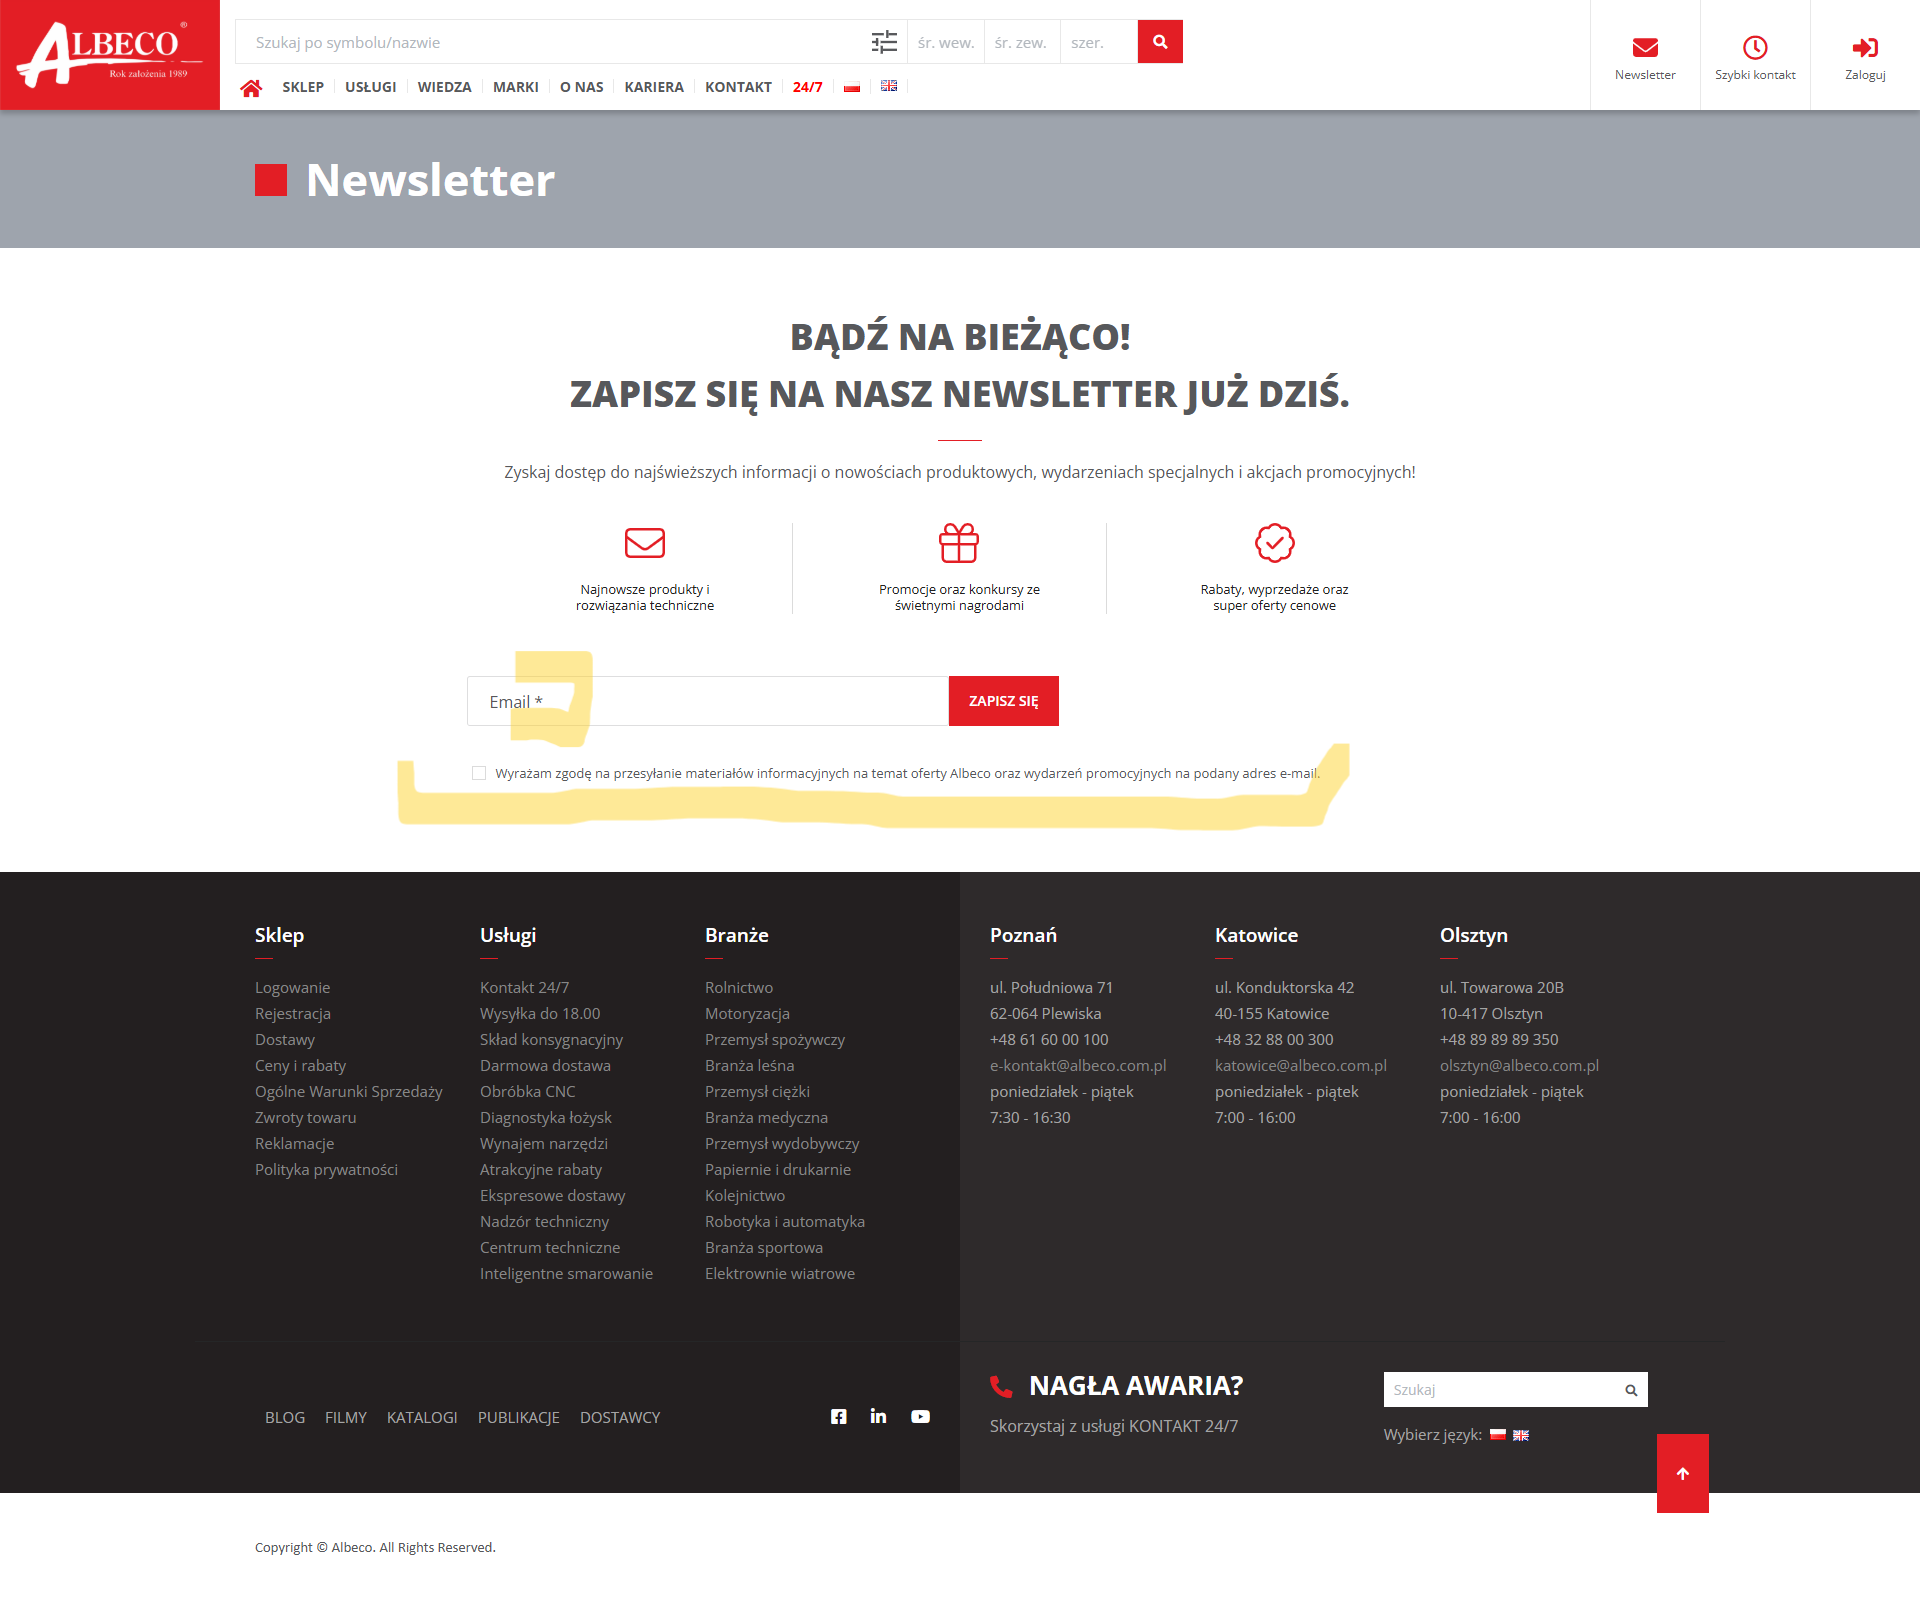 ALBECO ®
Rok założenia 1989
Szukaj po symbolu/nazwie
śr. wew.
śr. zew.
szer.
SKLEP
USŁUGI
WIEDZA
MARKI
O NAS
KARIERA
KONTAKT
24/7
Newsletter
Szybki kontakt
Zaloguj
Newsletter
BĄDŹ NA BIEŻĄCO!
ZAPISZ SIĘ NA NASZ NEWSLETTER JUŻ DZIŚ.
Zyskaj dostęp do najświeższych informacji o nowościach produktowych, wydarzeniach specjalnych i akcjach promocyjnych!
Najnowsze produkty i
rozwiązania techniczne
Promocje oraz konkursy ze
świetnymi nagrodami
Rabaty, wyprzedaże oraz
super oferty cenowe
Email *
ZAPISZ SIĘ
Wyrażam zgodę na przesyłanie materiałów informacyjnych na temat oferty Albeco oraz wydarzeń promocyjnych na podany adres e-mail.
Sklep
Logowanie
Rejestracja
Dostawy
Ceny i rabaty
Ogólne Warunki Sprzedaży
Zwroty towaru
Reklamacje
Polityka prywatności
Usługi
Kontakt 24/7
Wysyłka do 18.00
Skład konsygnacyjny
Darmowa dostawa
Obróbka CNC
Diagnostyka łożysk
Wynajem narzędzi
Atrakcyjne rabaty
Ekspresowe dostawy
Nadzór techniczny
Centrum techniczne
Inteligentne smarowanie
Branże
Rolnictwo
Motoryzacja
Przemysł spożywczy
Branża leśna
Przemysł ciężki
Branża medyczna
Przemysł wydobywczy
Papiernie i drukarnie
Kolejnictwo
Robotyka i automatyka
Branża sportowa
Elektrownie wiatrowe
Poznań
ul. Południowa 71
62-064 Plewiska
+48 61 60 00 100
e-kontakt@albeco.com.pl
poniedziałek - piątek
7:30 - 16:30
Katowice
ul. Konduktorska 42
40-155 Katowice
+48 32 88 00 300
katowice@albeco.com.pl
poniedziałek - piątek
7:00 - 16:00
Olsztyn
ul. Towarowa 20B
10-417 Olsztyn
+48 89 89 89 350
olsztyn@albeco.com.pl
poniedziałek - piątek
7:00 - 16:00
BLOG
FILMY
KATALOGI
PUBLIKACJE
DOSTAWCY
NAGŁA AWARIA?
Skorzystaj z usługi KONTAKT 24/7
Szukaj
Wybierz język:
Copyright © Albeco. All Rights Reserved.